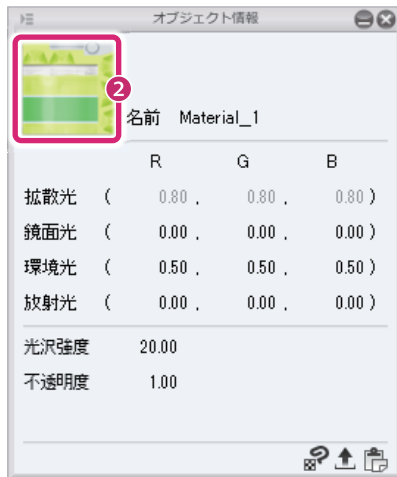 オブジェクト情報
2
名前 Material_1
R G B
拡散光 ( 0.80 , 0.80 , 0.80 )
鏡面光 ( 0.00 , 0.00 , 0.00 )
環境光 ( 0.50 , 0.50 , 0.50 )
放射光 ( 0.00 , 0.00 , 0.00 )
光沢強度 20.00
不透明度 1.00